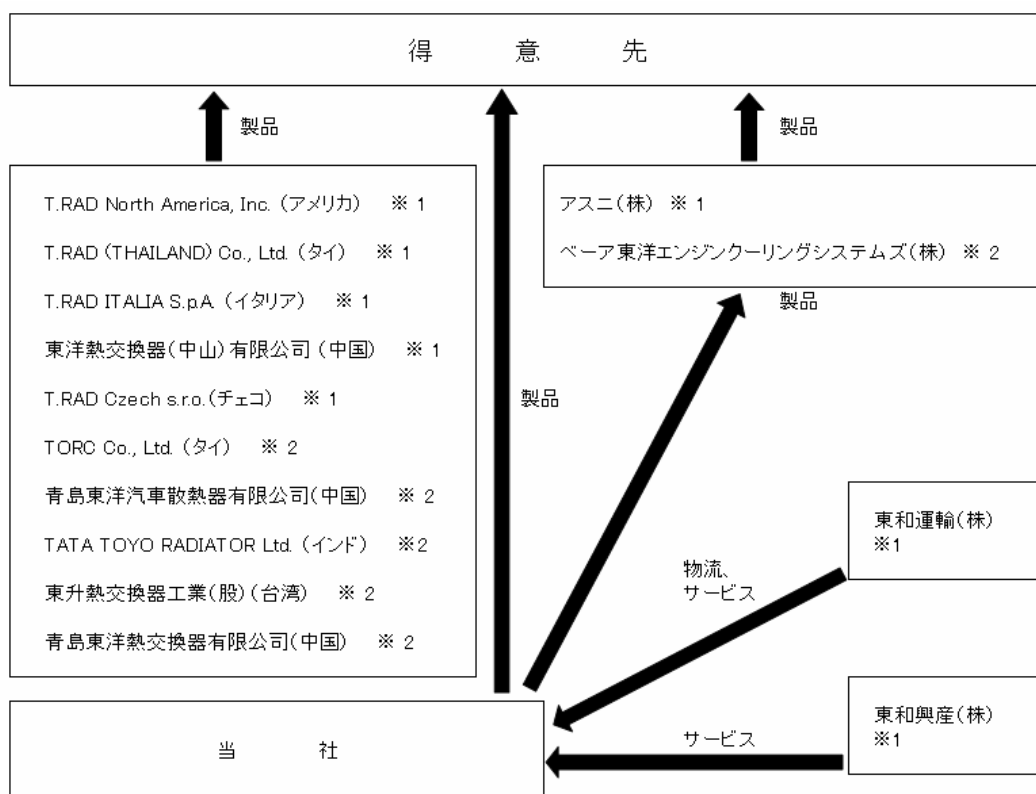 得 意 先
製品
製品
T.RAD North America, Inc. (アメリカ) ※ 1
T.RAD (THAILAND) Co., Ltd. (タイ) ※ 1
T.RAD ITALIA S.p.A. (イタリア) ※ 1
東洋熱交換器(中山)有限公司 (中国) ※ 1
T.RAD Czech s.r.o.(チェコ) ※ 1
TORC Co., Ltd. (タイ) ※ 2
青島東洋汽車散熱器有限公司(中国) ※ 2
TATA TOYO RADIATOR Ltd. (インド) ※2
東升熱交換器工業(股) (台湾) ※ 2
青島東洋熱交換器有限公司(中国) ※ 2
アスニ(株) ※ 1
ベーア東洋エンジンクーリングシステムズ(株) ※ 2
製品
製品
東和運輸(株)
※1
物流、
サービス
東和興産(株)
※1
サービス
当 社